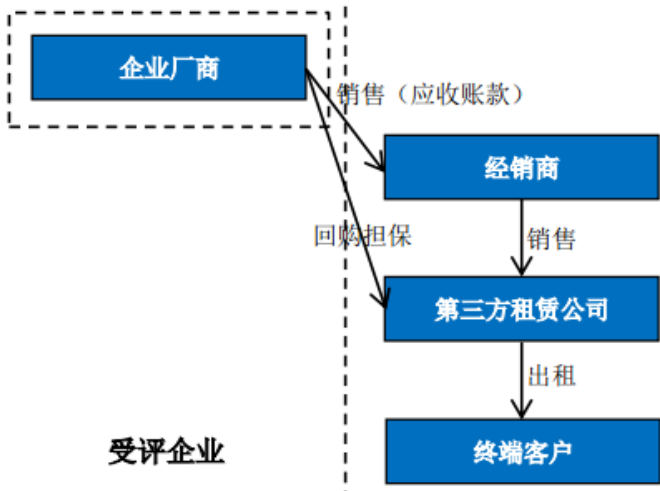 企业厂商
销售（应收账款）
经销商
回购担保
销售
第三方租赁公司
出租
受评企业
终端客户